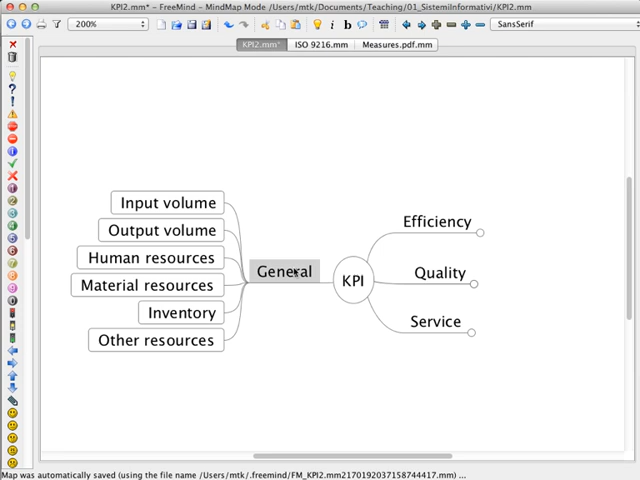 KPI2.mm* - FreeMind - MindMap Mode /Users/mtk/Documents/Teaching/01_SistemiInformativi/KPI2.mm
200%
SansSerif
KPI2.mm*
ISO 9216.mm
Measures.pdf.mm
Input volume
Output volume
Human resources
Material resources
Inventory
Other resources
General
KPI
Efficiency
Quality
Service
Map was automatically saved (using the file name /Users/mtk/.freemind/FM_KPI2.mm2170192037158744417.mm) ...